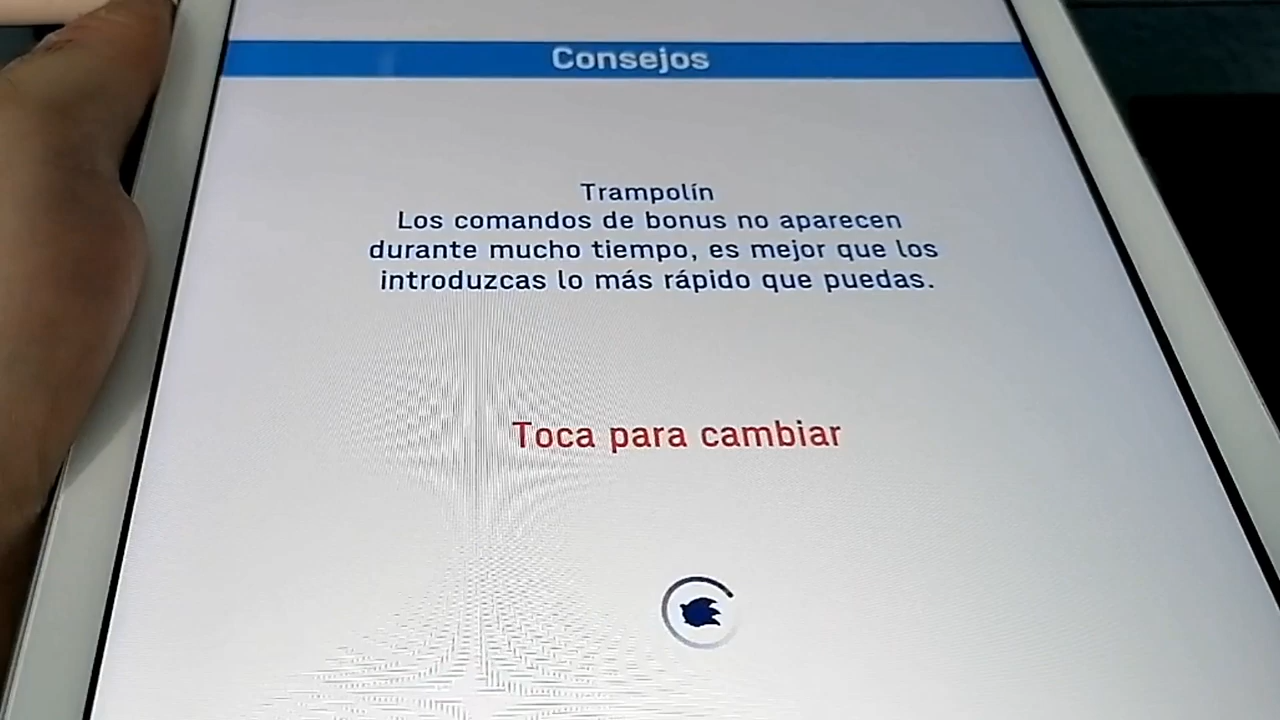 Consejos
Trampolín
Los comandos de bonus no aparecen
durante mucho tiempo, es mejor que los
introduzcas lo más rápido que puedas.
Toca para cambiar